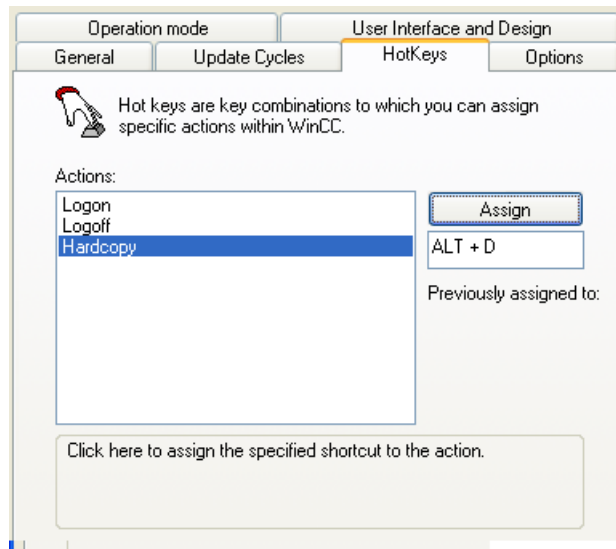 Operation mode
User Interface and Design
General
Update Cycles
HotKeys
Options
Hot keys are key combinations to which you can assign
specific actions within WinCC.
Actions:
Logon
Logoff
Hardcopy
Assign
ALT + D
Previously assigned to:
Click here to assign the specified shortcut to the action.